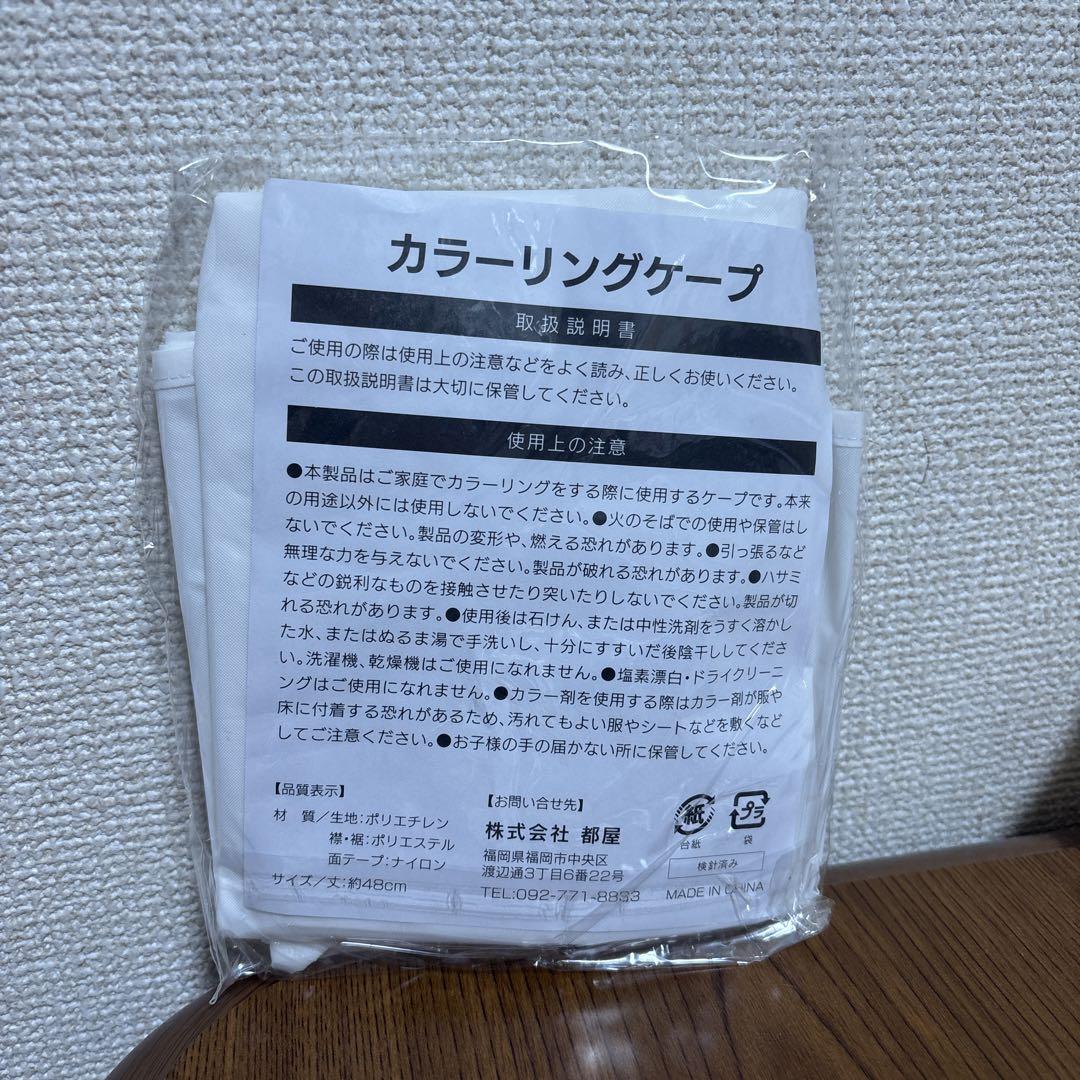 カラーリングケープ
取扱説明書
ご使用の際は使用上の注意などをよく読み、正しくお使いください。
この取扱説明書は大切に保管してください。
使用上の注意
●本製品はご家庭でカラーリングをする際に使用するケープです。本来
の用途以外には使用しないでください。●火のそばでの使用や保管はし
ないでください。製品の変形や、燃える恐れがあります。●引っ張るなど
無理な力を与えないでください。製品が破れる恐れがあります。●ハサミ
などの鋭利なものを接触させたり突いたりしないでください。製品が切
れる恐れがあります。●使用後は石けん、または中性洗剤をうすく溶かし
た水、またはぬるま湯で手洗いし、十分にすすいだ後陰干ししてくださ
い。洗濯機、乾燥機はご使用になれません。●塩素漂白・ドライクリーニ
ングはご使用になれません。●カラー剤を使用する際はカラー剤が服や
床に付着する恐れがあるため、汚れてもよい服やシートなどを敷くなど
してご注意ください。●お子様の手の届かない所に保管してください。
【品質表示】
材 質／生地:ポリエチレン
襟・裾:ポリエステル
面テープ:ナイロン
サイズ／丈:約48cm
【お問い合せ先】
株式会社 都屋
福岡県福岡市中央区
渡辺通3丁目6番22号
TEL:092-771-8833
紙
台紙
プラ
袋
検針済み
MADE IN CHINA